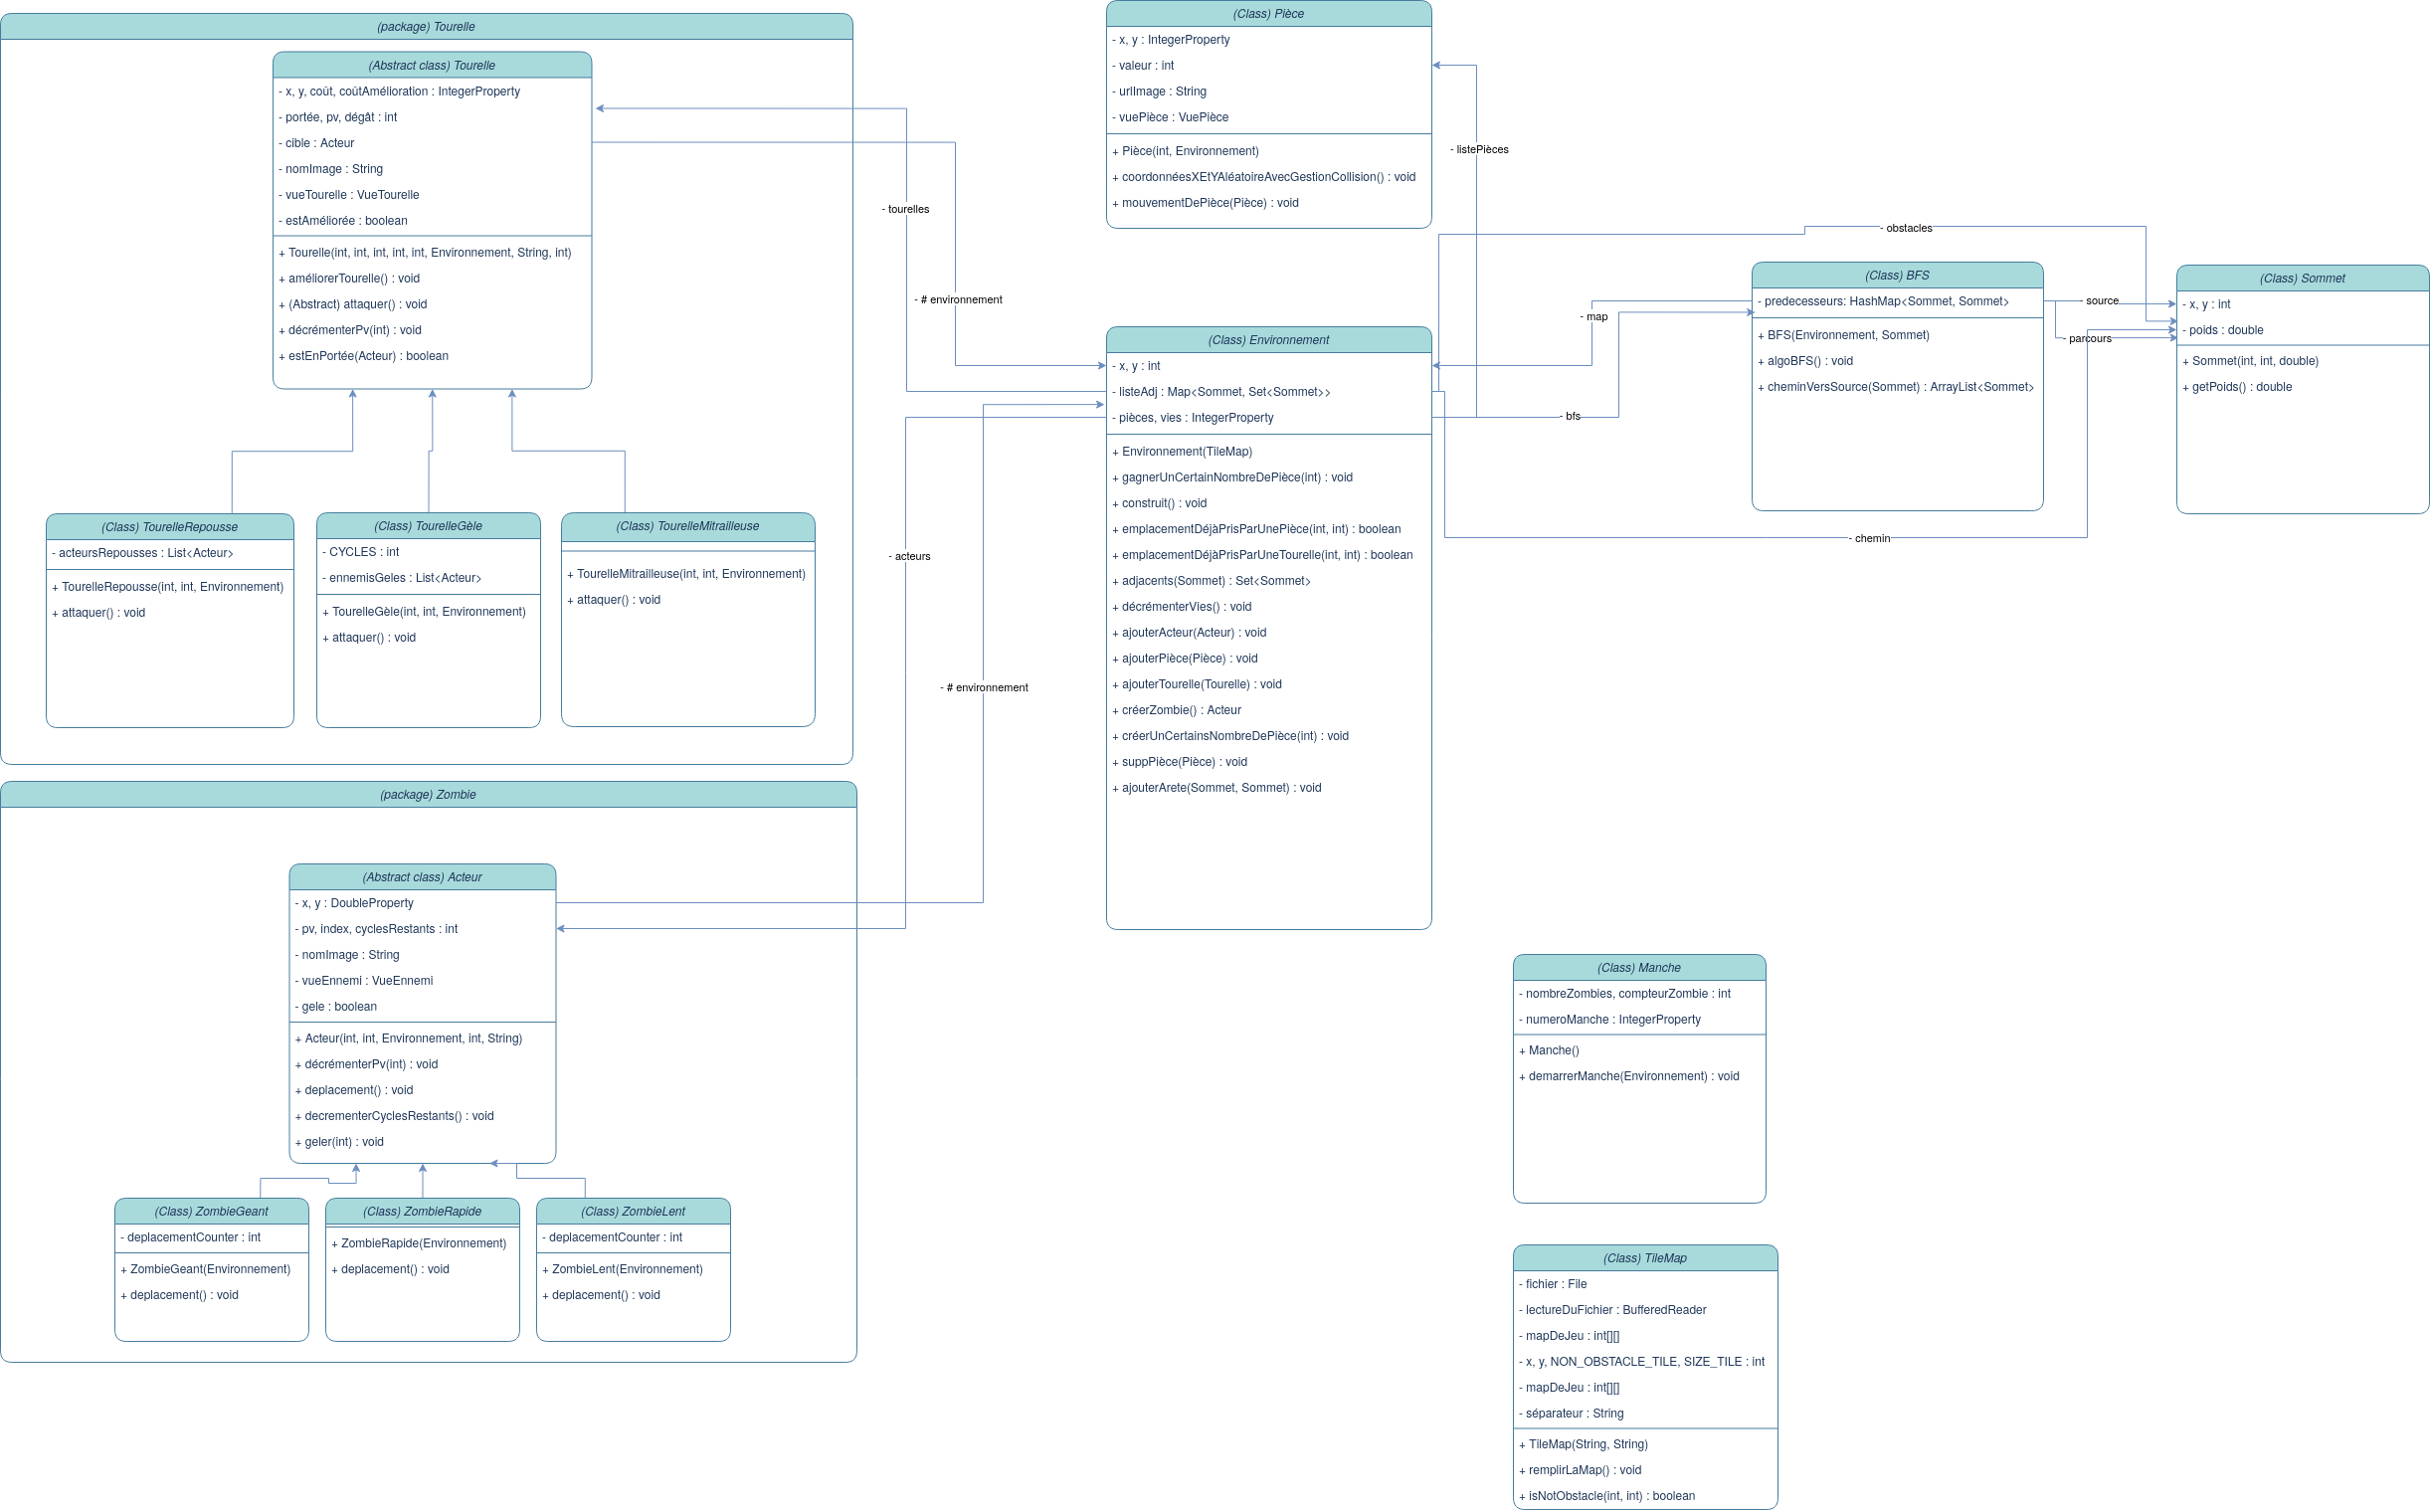 (package) Tourelle
(Abstract class) Tourelle
- x, y, coût, coûtAmélioration : IntegerProperty
- portée, pv, dégât : int
- cible : Acteur
- nomImage : String
- vueTourelle : VueTourelle
- estAméliorée : boolean
+ Tourelle(int, int, int, int, int, Environnement, String, int)
+ améliorerTourelle() : void
+ (Abstract) attaquer() : void
+ décrémenterPv(int) : void
+ estEnPortée(Acteur) : boolean
(Class) TourelleRepousse
- acteursRepousses : List<Acteur>
+ TourelleRepousse(int, int, Environnement)
+ attaquer() : void
(Class) TourelleGèle
- CYCLES : int
- ennemisGeles : List<Acteur>
+ TourelleGèle(int, int, Environnement)
+ attaquer() : void
(Class) TourelleMitrailleuse
+ TourelleMitrailleuse(int, int, Environnement)
+ attaquer() : void
(package) Zombie
(Abstract class) Acteur
- x, y : DoubleProperty
- pv, index, cyclesRestants : int
- nomImage : String
- vueEnnemi : VueEnnemi
- gele : boolean
+ Acteur(int, int, Environnement, int, String)
+ décrémenterPv(int) : void
+ deplacement() : void
+ decrementerCyclesRestants() : void
+ geler(int) : void
(Class) ZombieGeant
- deplacementCounter : int
+ ZombieGeant(Environnement)
+ deplacement() : void
(Class) ZombieRapide
+ ZombieRapide(Environnement)
+ deplacement() : void
(Class) ZombieLent
- deplacementCounter : int
+ ZombieLent(Environnement)
+ deplacement() : void
- tourelles
- # environnement
- acteurs
- # environnement
(Class) Pièce
- x, y : IntegerProperty
- valeur : int
- urlImage : String
- vuePièce : VuePièce
+ Pièce(int, Environnement)
+ coordonnéesXEtYAléatoireAvecGestionCollision() : void
+ mouvementDePièce(Pièce) : void
(Class) Environnement
- x, y : int
- listeAdj : Map<Sommet, Set<Sommet>>
- pièces, vies : IntegerProperty
+ Environnement(TileMap)
+ gagnerUnCertainNombreDePièce(int) : void
+ construit() : void
+ emplacementDéjàPrisParUnePièce(int, int) : boolean
+ emplacementDéjàPrisParUneTourelle(int, int) : boolean
+ adjacents(Sommet) : Set<Sommet>
+ décrémenterVies() : void
+ ajouterActeur(Acteur) : void
+ ajouterPièce(Pièce) : void
+ ajouterTourelle(Tourelle) : void
+ créerZombie() : Acteur
+ créerUnCertainsNombreDePièce(int) : void
+ suppPièce(Pièce) : void
+ ajouterArete(Sommet, Sommet) : void
- listePièces
- obstacles
- map
- bfs
- chemin
(Class) BFS
- predecesseurs: HashMap<Sommet, Sommet>
+ BFS(Environnement, Sommet)
+ algoBFS() : void
+ cheminVersSource(Sommet) : ArrayList<Sommet>
- source
- parcours
(Class) Sommet
- x, y : int
- poids : double
+ Sommet(int, int, double)
+ getPoids() : double
(Class) Manche
- nombreZombies, compteurZombie : int
- numeroManche : IntegerProperty
+ Manche()
+ demarrerManche(Environnement) : void
(Class) TileMap
- fichier : File
- lectureDuFichier : BufferedReader
- mapDeJeu : int[][]
- x, y, NON_OBSTACLE_TILE, SIZE_TILE : int
- mapDeJeu : int[][]
- séparateur : String
+ TileMap(String, String)
+ remplirLaMap() : void
+ isNotObstacle(int, int) : boolean